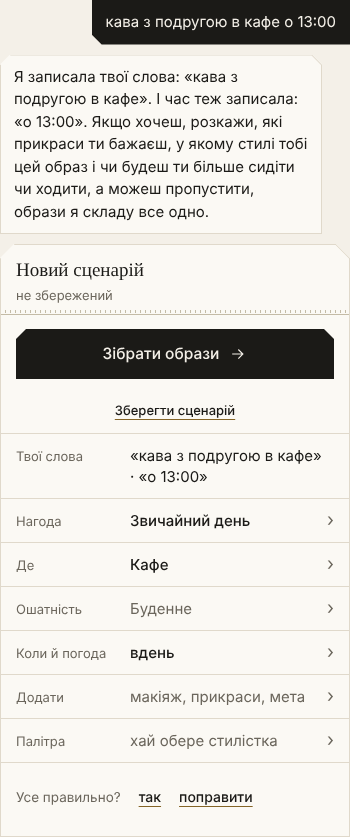 кава з подругою в кафе о 13:00
Я записала твої слова: «кава з
подругою в кафе». І час теж записала:
«о 13:00». Якщо хочеш, розкажи, які
прикраси ти бажаєш, у якому стилі тобі
цей образ і чи будеш ти більше сидіти
чи ходити, а можеш пропустити,
образи я складу все одно.
Новий сценарій
не збережений
Зібрати образи →
Зберегти сценарій
Твої слова «кава з подругою в кафе»
· «о 13:00»
Нагода Звичайний день ›
Де Кафе ›
Ошатність Буденне ›
Коли й погода вдень ›
Додати макіяж, прикраси, мета ›
Палітра хай обере стилістка ›
Усе правильно? так поправити